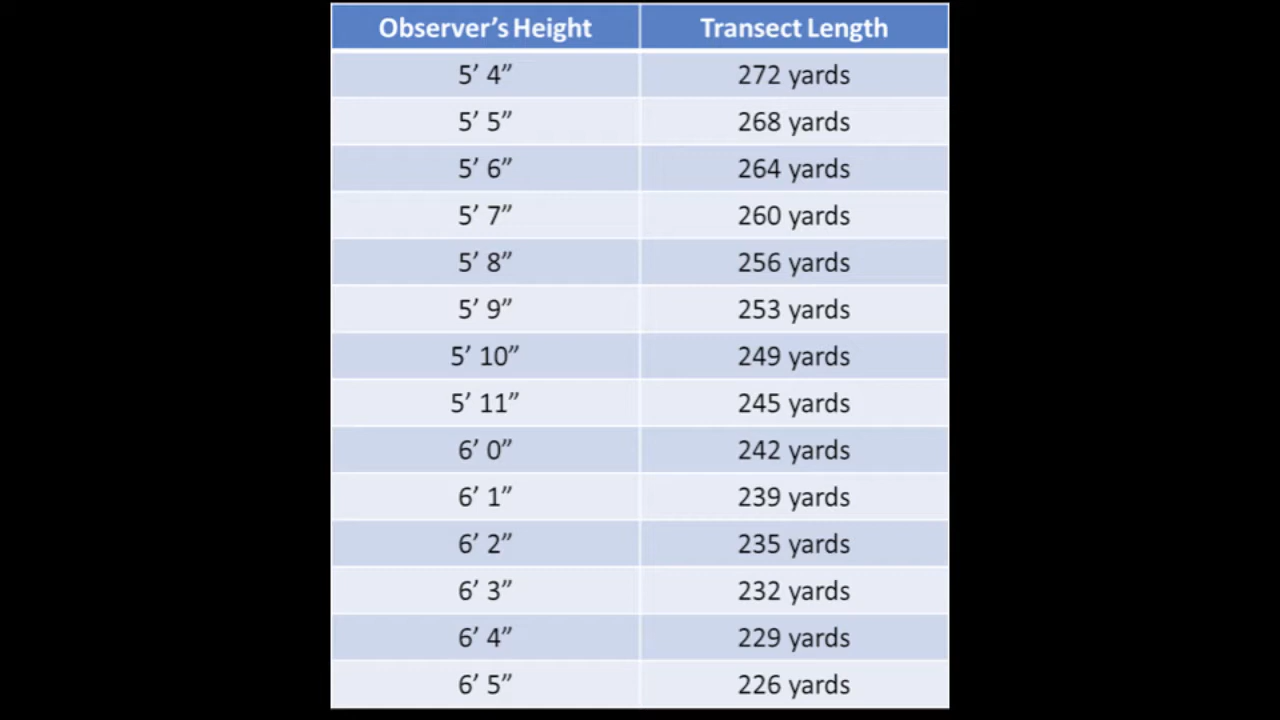 Observer’s Height Transect Length
5’ 4” 272 yards
5’ 5” 268 yards
5’ 6” 264 yards
5’ 7” 260 yards
5’ 8” 256 yards
5’ 9” 253 yards
5’ 10” 249 yards
5’ 11” 245 yards
6’ 0” 242 yards
6’ 1” 239 yards
6’ 2” 235 yards
6’ 3” 232 yards
6’ 4” 229 yards
6’ 5” 226 yards